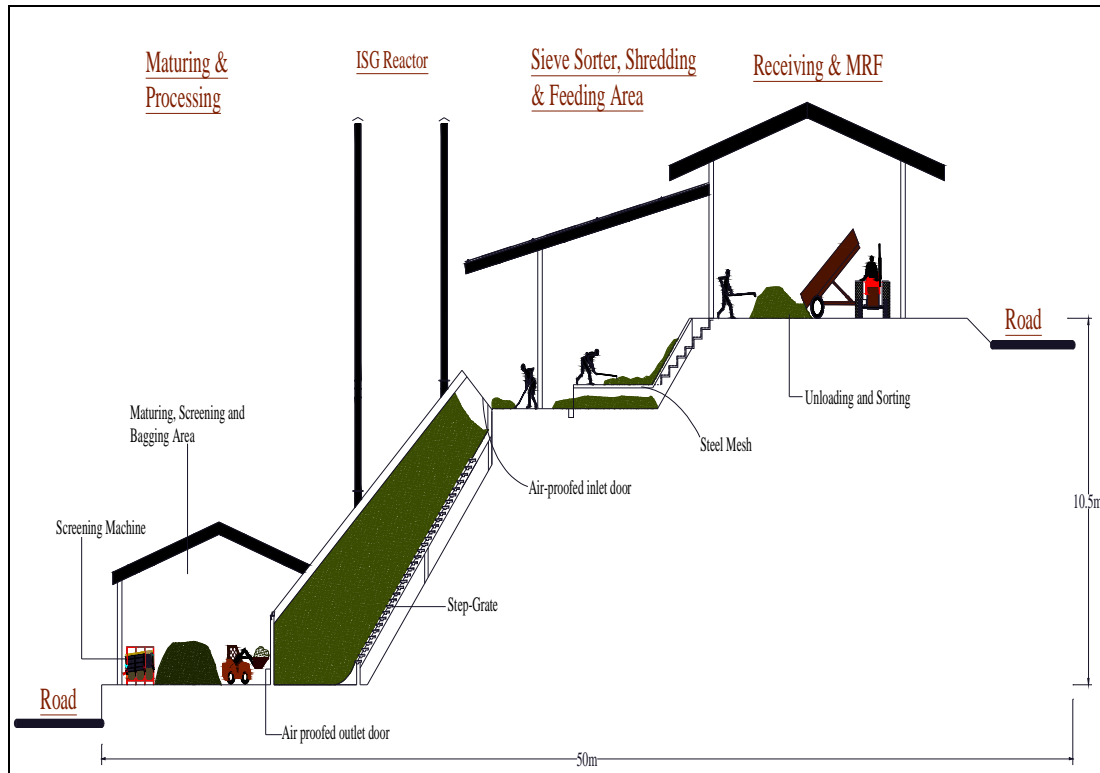 Maturing &
Processing
ISG Reactor
Sieve Sorter, Shredding
& Feeding Area
Receiving & MRF
Road
Unloading and Sorting
Steel Mesh
Maturing, Screening and
Bagging Area
Air-proofed inlet door
10.5m
Screening Machine
Step-Grate
Road
Air proofed outlet door
50m